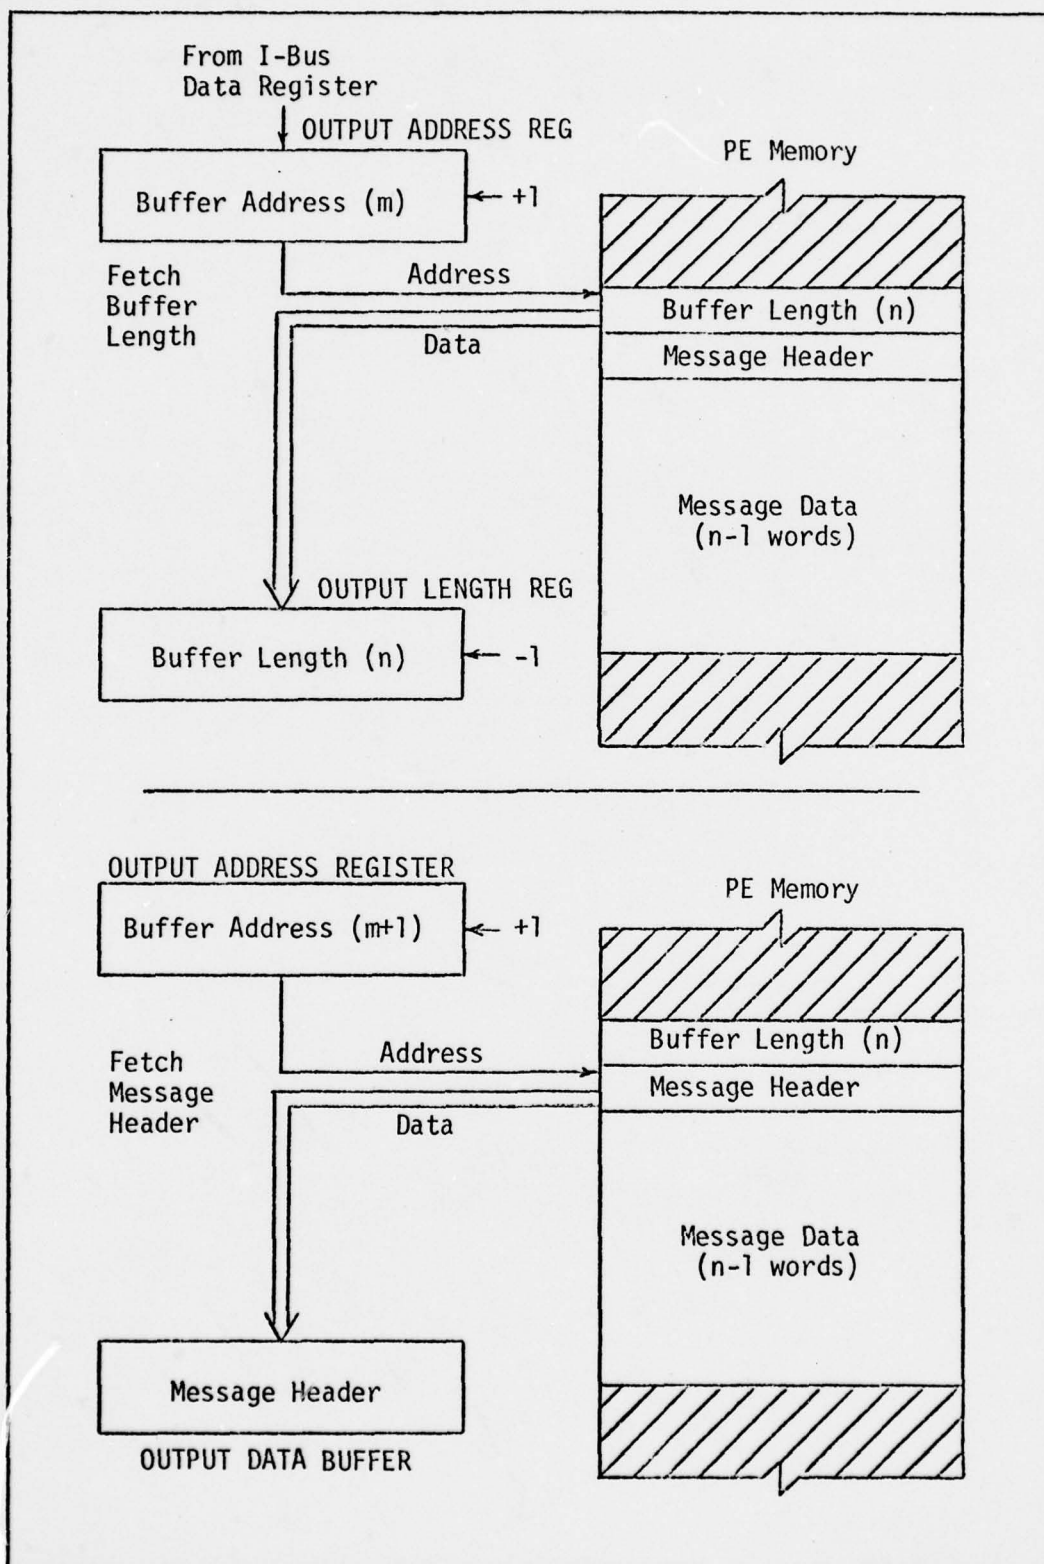 From I-Bus
Data Register
OUTPUT ADDRESS REG
Buffer Address (m)
+1
Fetch
Buffer
Length
Address
Data
PE Memory
Buffer Length (n)
Message Header
Message Data
(n-1 words)
OUTPUT LENGTH REG
Buffer Length (n)
-1
OUTPUT ADDRESS REGISTER
Buffer Address (m+1)
+1
Fetch
Message
Header
Address
Data
PE Memory
Buffer Length (n)
Message Header
Message Data
(n-1 words)
Message Header
OUTPUT DATA BUFFER